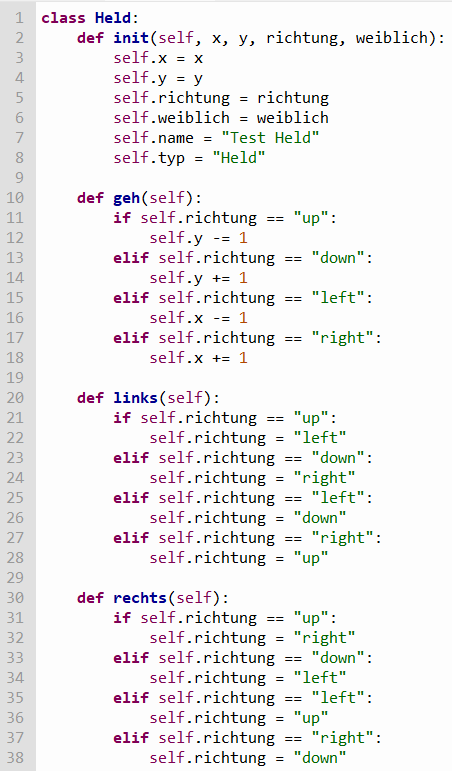 1 class Held:
2     def init(self, x, y, richtung, weiblich):
3         self.x = x
4         self.y = y
5         self.richtung = richtung
6         self.weiblich = weiblich
7         self.name = "Test Held"
8         self.typ = "Held"
9
10     def geh(self):
11         if self.richtung == "up":
12             self.y -= 1
13         elif self.richtung == "down":
14             self.y += 1
15         elif self.richtung == "left":
16             self.x -= 1
17         elif self.richtung == "right":
18             self.x += 1
19
20     def links(self):
21         if self.richtung == "up":
22             self.richtung = "left"
23         elif self.richtung == "down":
24             self.richtung = "right"
25         elif self.richtung == "left":
26             self.richtung = "down"
27         elif self.richtung == "right":
28             self.richtung = "up"
29
30     def rechts(self):
31         if self.richtung == "up":
32             self.richtung = "right"
33         elif self.richtung == "down":
34             self.richtung = "left"
35         elif self.richtung == "left":
36             self.richtung = "up"
37         elif self.richtung == "right":
38             self.richtung = "down"